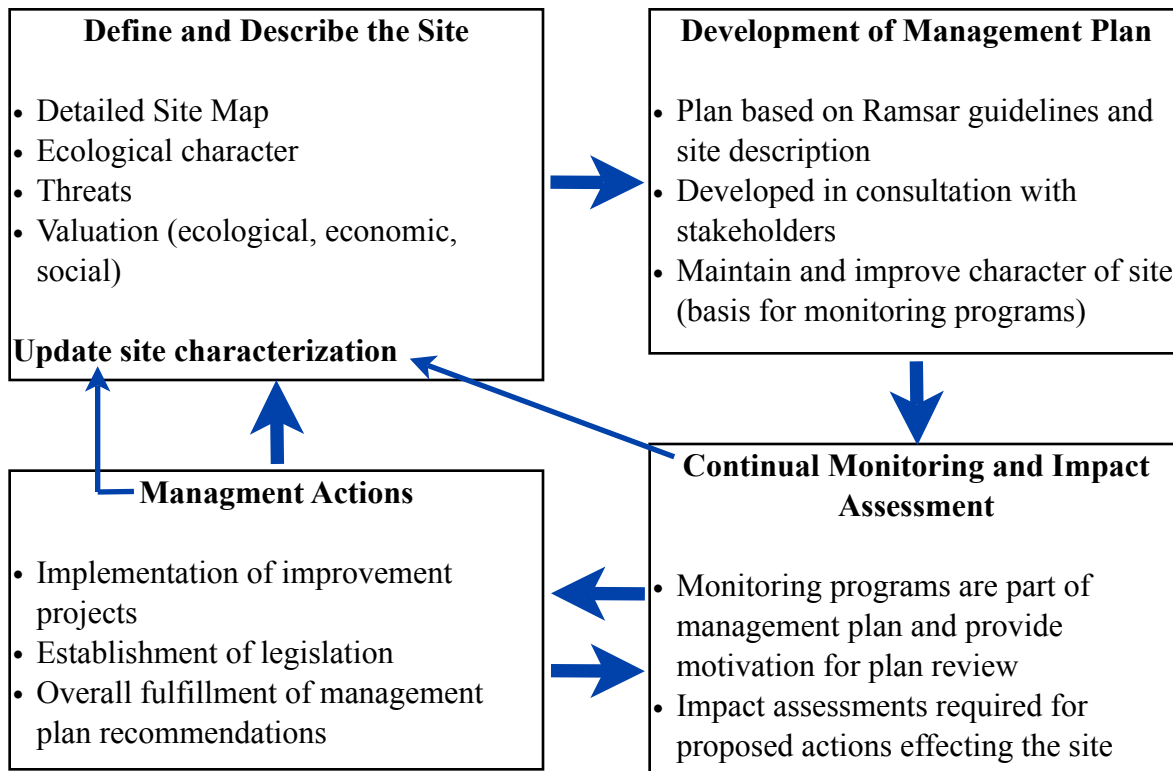 Define and Describe the Site
• Detailed Site Map
• Ecological character
• Threats
• Valuation (ecological, economic,
social)
Update site characterization
Development of Management Plan
• Plan based on Ramsar guidelines and
site description
• Developed in consultation with
stakeholders
• Maintain and improve character of site
(basis for monitoring programs)
Continual Monitoring and Impact
Assessment
• Monitoring programs are part of
management plan and provide
motivation for plan review
• Impact assessments required for
proposed actions effecting the site
Managment Actions
• Implementation of improvement
projects
• Establishment of legislation
• Overall fulfillment of management
plan recommendations